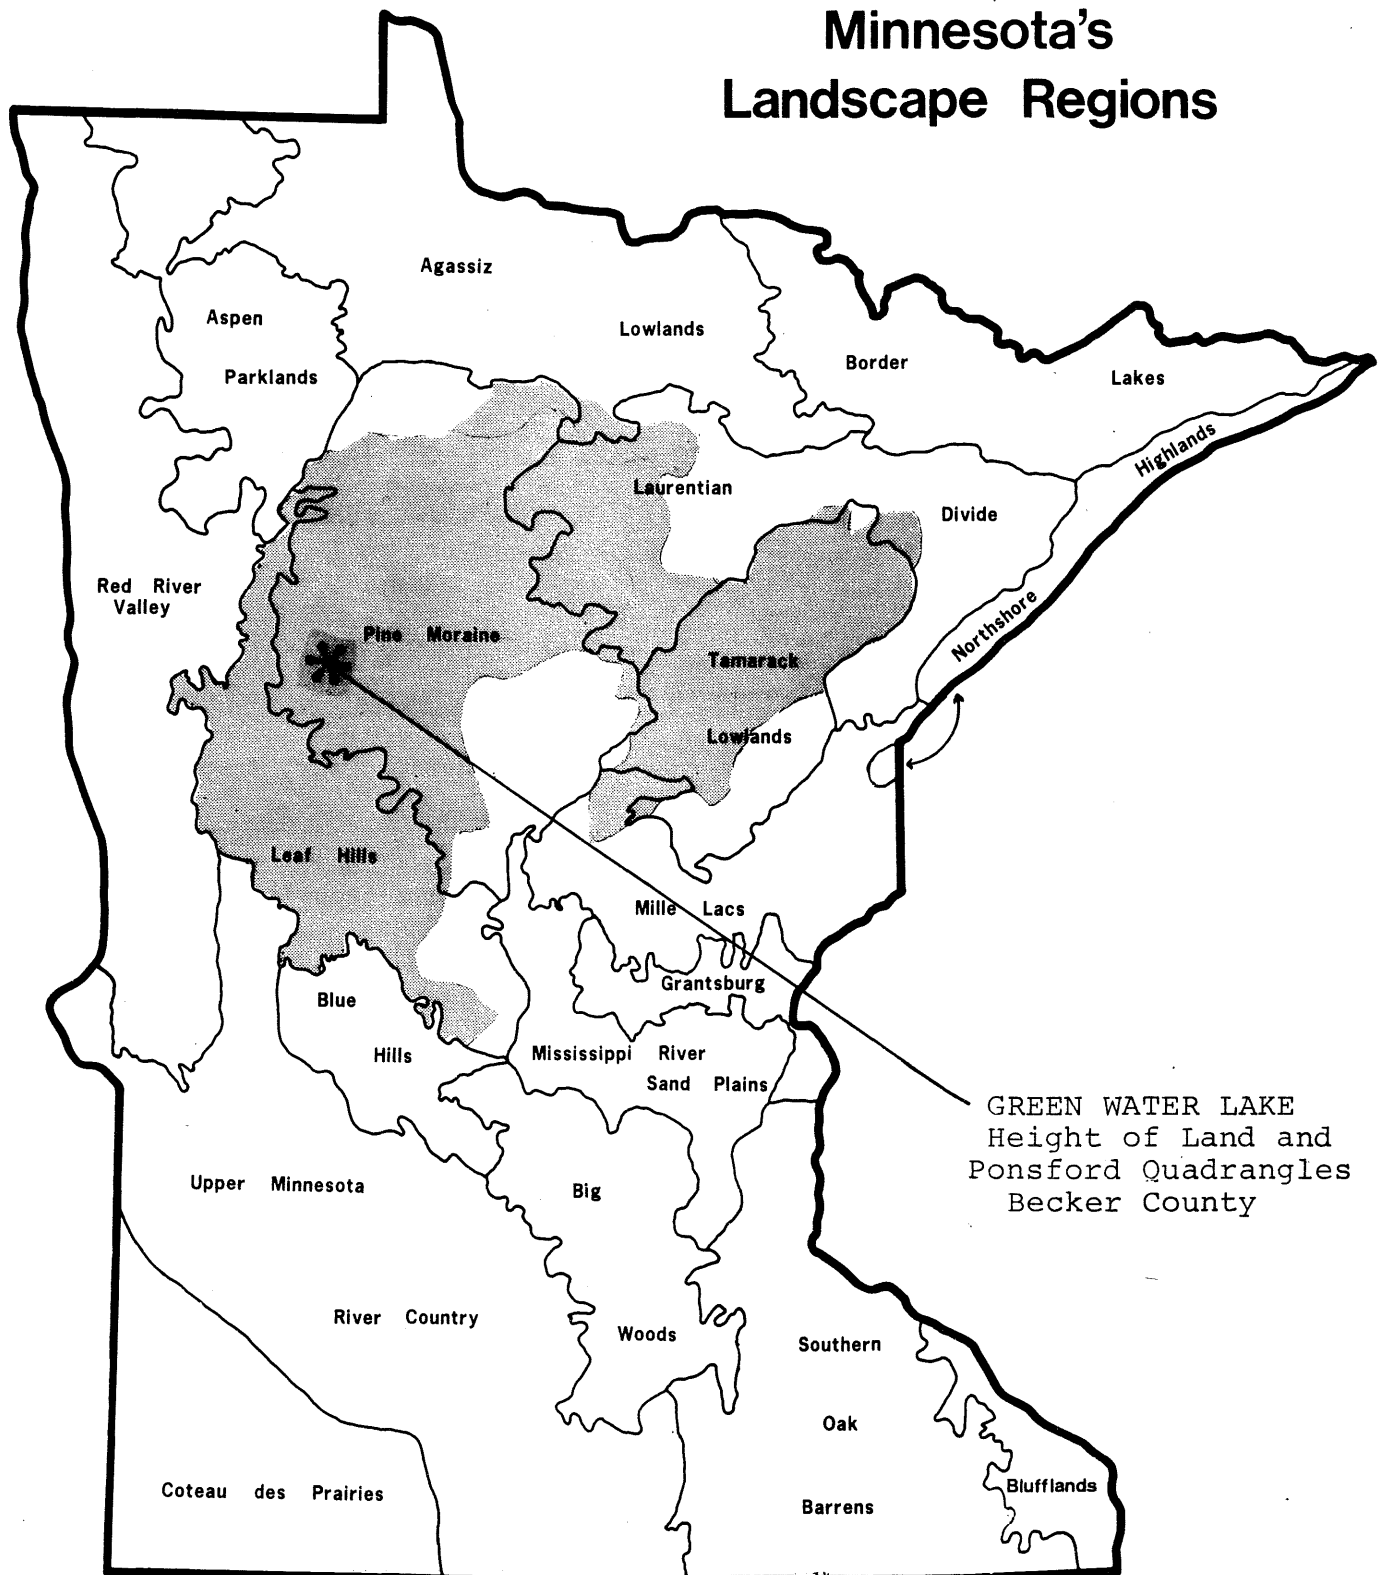 Minnesota's
Landscape Regions
Agassiz
Lowlands
Aspen
Parklands
Border
Lakes
Highlands
Laurentian
Divide
Red River
Valley
Northshore
Pine Moraine
Tamarack
Lowlands
Leaf Hills
Mille Lacs
Grantsburg
Blue
Hills
Mississippi River
Sand Plains
GREEN WATER LAKE
Height of Land and
Ponsford Quadrangles
Becker County
Upper Minnesota
Big
River Country
Woods
Southern
Oak
Barrens
Coteau des Prairies
Blufflands